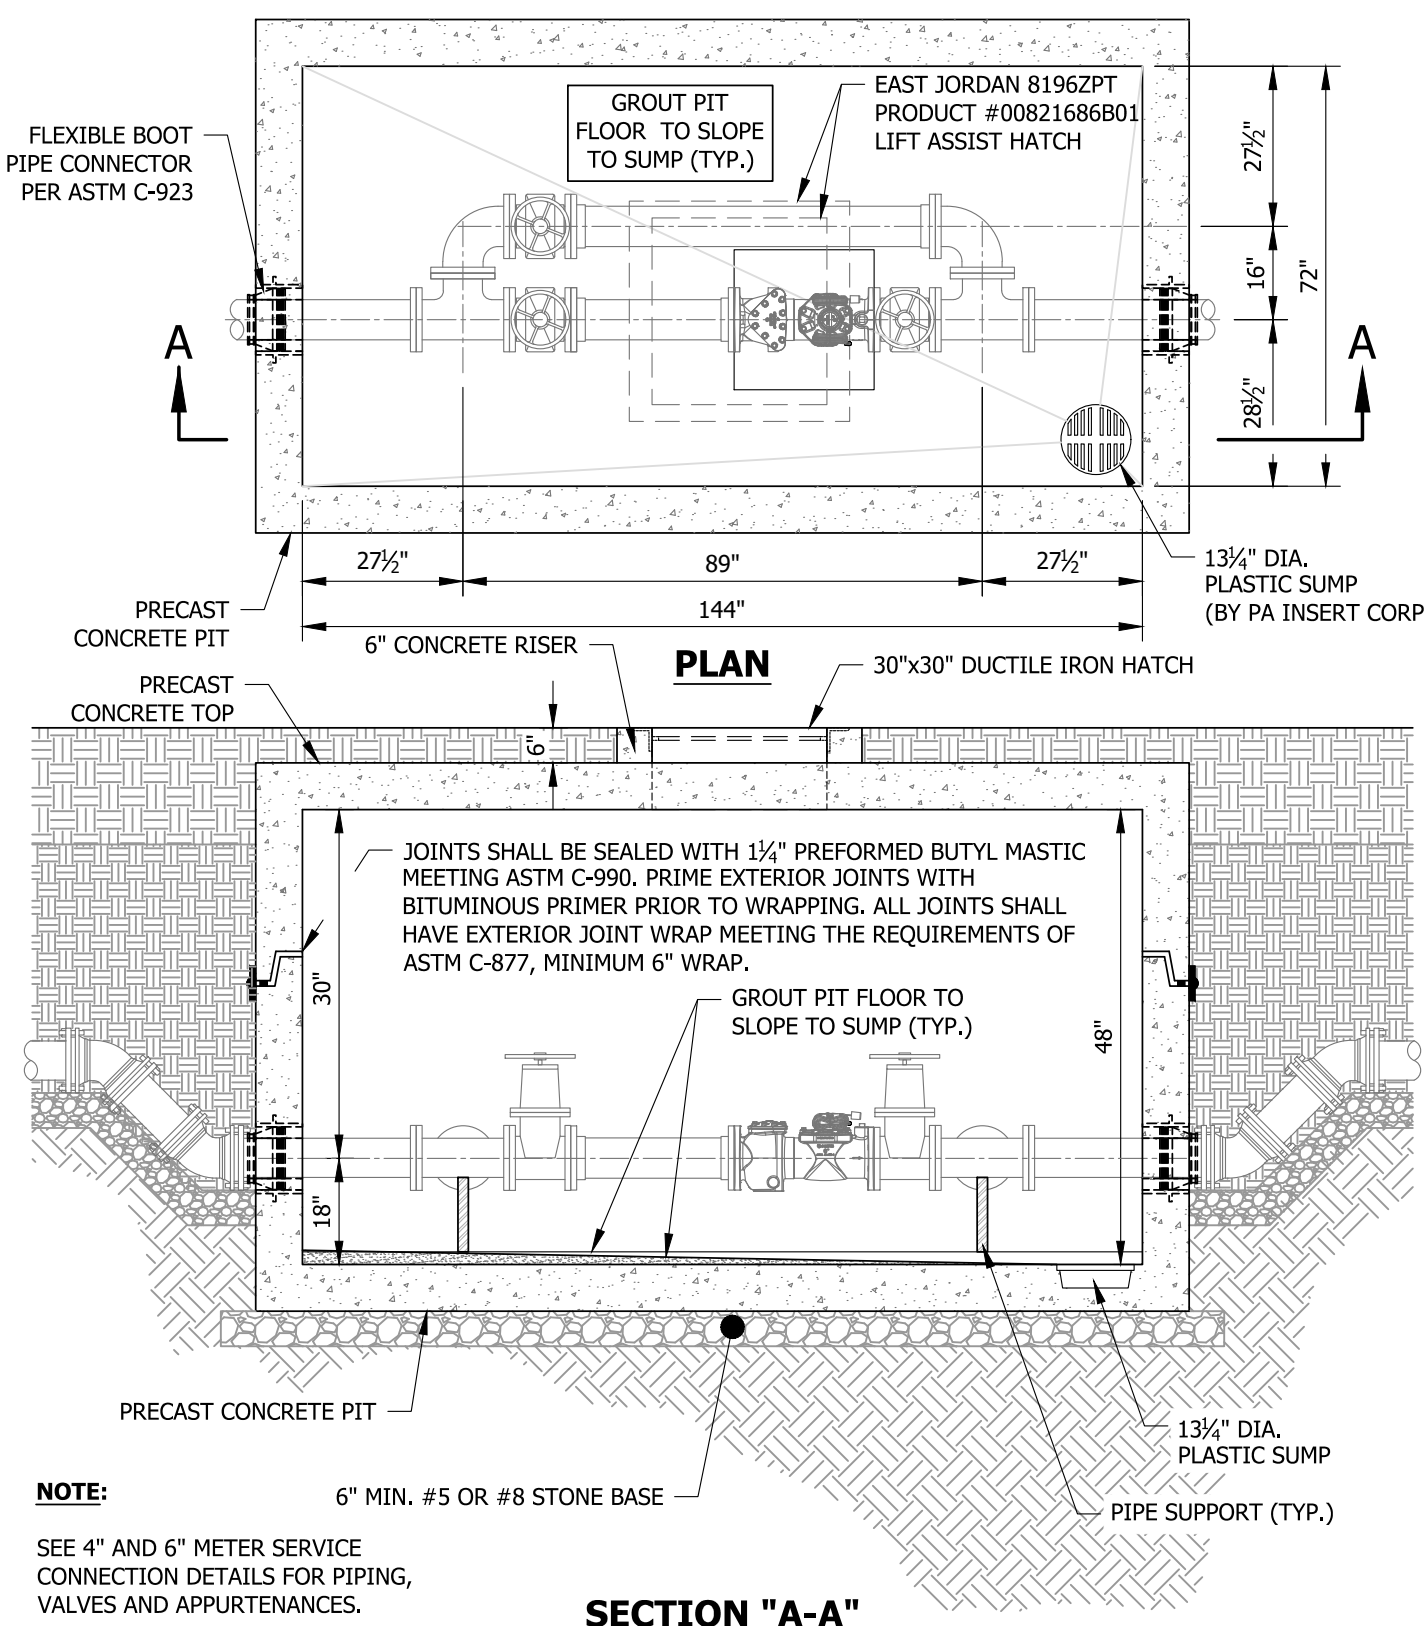 GROUT PIT
FLOOR TO SLOPE
TO SUMP (TYP.)
EAST JORDAN 8196ZPT
PRODUCT #00821686B01
LIFT ASSIST HATCH
FLEXIBLE BOOT
PIPE CONNECTOR
PER ASTM C-923
27½"
16"
72"
28½"
A
A
27½"
89"
27½"
144"
13¼" DIA.
PLASTIC SUMP
(BY PA INSERT CORP
PRECAST
CONCRETE PIT
6" CONCRETE RISER
PLAN
30"x30" DUCTILE IRON HATCH
PRECAST
CONCRETE TOP
6"
JOINTS SHALL BE SEALED WITH 1¼" PREFORMED BUTYL MASTIC
MEETING ASTM C-990. PRIME EXTERIOR JOINTS WITH
BITUMINOUS PRIMER PRIOR TO WRAPPING. ALL JOINTS SHALL
HAVE EXTERIOR JOINT WRAP MEETING THE REQUIREMENTS OF
ASTM C-877, MINIMUM 6" WRAP.
30"
GROUT PIT FLOOR TO
SLOPE TO SUMP (TYP.)
48"
18"
PRECAST CONCRETE PIT
13¼" DIA.
PLASTIC SUMP
6" MIN. #5 OR #8 STONE BASE
PIPE SUPPORT (TYP.)
NOTE:
SEE 4" AND 6" METER SERVICE
CONNECTION DETAILS FOR PIPING,
VALVES AND APPURTENANCES.
SECTION "A-A"